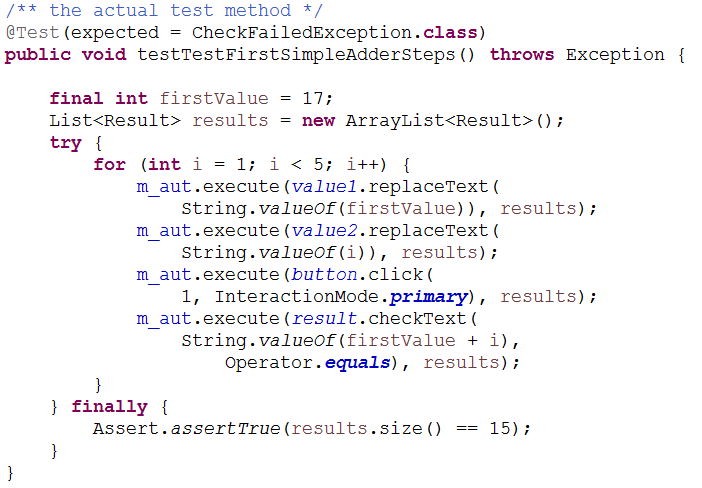 /** the actual test method */
@Test(expected = CheckFailedException.class)
public void testTestFirstSimpleAdderSteps() throws Exception {
final int firstValue = 17;
List<Result> results = new ArrayList<Result>();
try {
for (int i = 1; i < 5; i++) {
m_aut.execute(value1.replaceText(
String.valueOf(firstValue)), results);
m_aut.execute(value2.replaceText(
String.valueOf(i)), results);
m_aut.execute(button.click(
1, InteractionMode.primary), results);
m_aut.execute(result.checkText(
String.valueOf(firstValue + i),
Operator.equals), results);
}
} finally {
Assert.assertTrue(results.size() == 15);
}
}